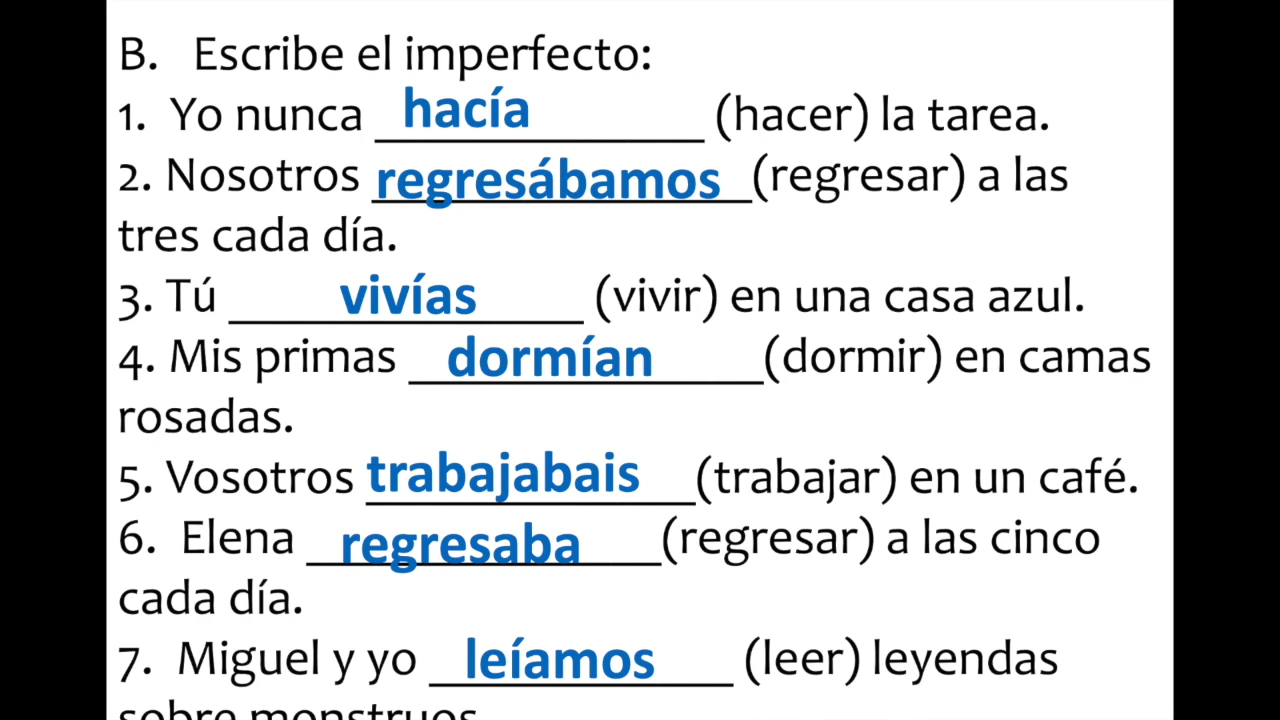 B. Escribe el imperfecto:
1. Yo nunca hacía (hacer) la tarea.
2. Nosotros regresábamos (regresar) a las
tres cada día.
3. Tú vivías (vivir) en una casa azul.
4. Mis primas dormían (dormir) en camas
rosadas.
5. Vosotros trabajabais (trabajar) en un café.
6. Elena regresaba (regresar) a las cinco
cada día.
7. Miguel y yo leíamos (leer) leyendas
sobre monstruos